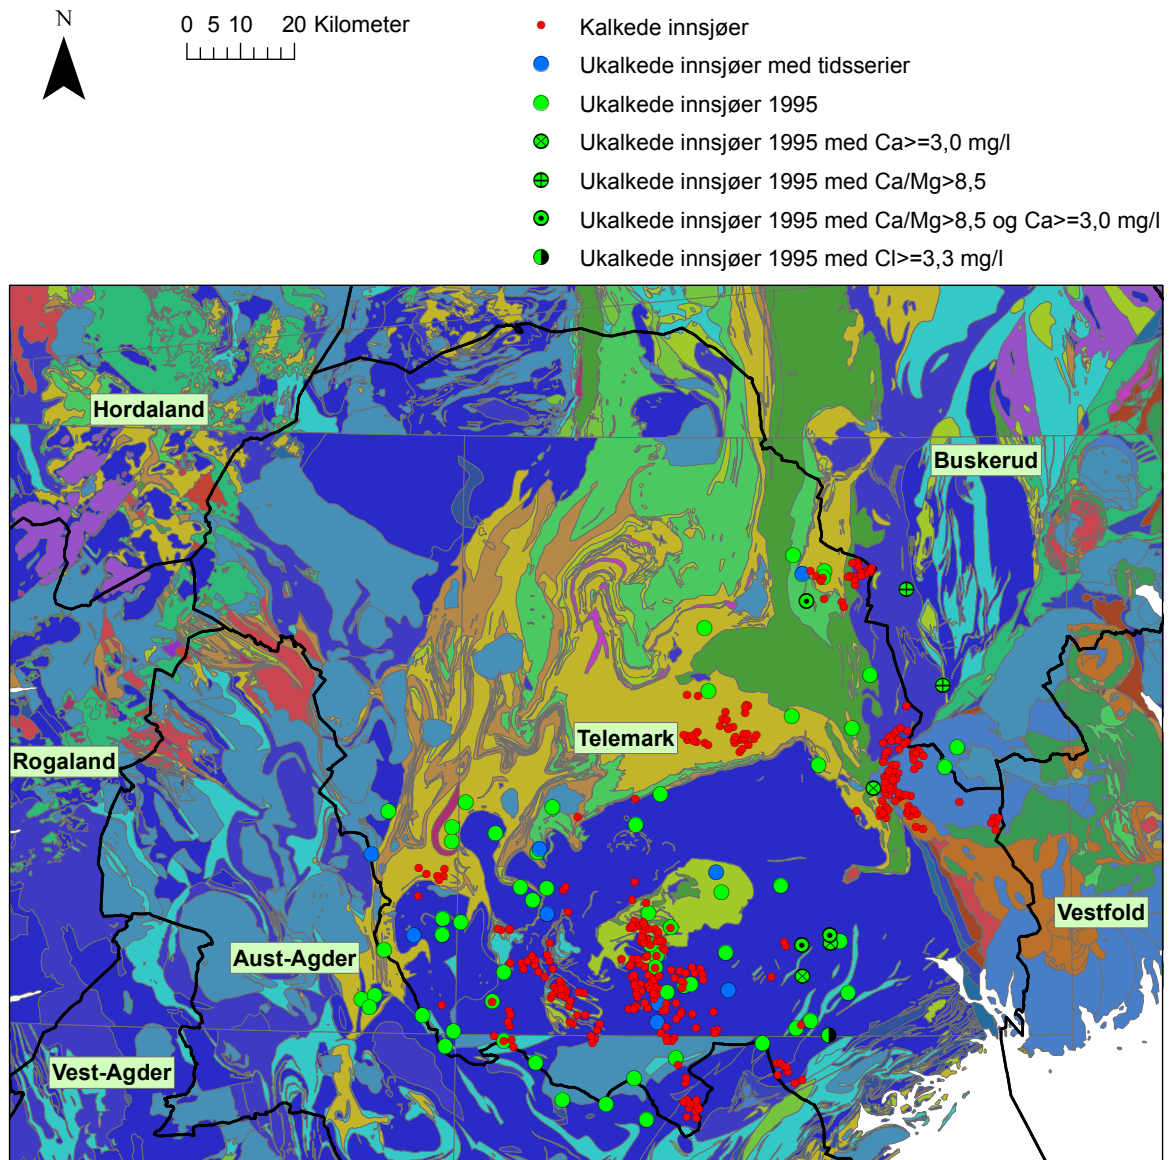 N
0 5 10 20 Kilometer
Kalkede innsjøer
Ukalkede innsjøer med tidsserier
Ukalkede innsjøer 1995
Ukalkede innsjøer 1995 med Ca>=3,0 mg/l
Ukalkede innsjøer 1995 med Ca/Mg>8,5
Ukalkede innsjøer 1995 med Ca/Mg>8,5 og Ca>=3,0 mg/l
Ukalkede innsjøer 1995 med Cl>=3,3 mg/l
Hordaland
Buskerud
Telemark
Rogaland
Vestfold
Aust-Agder
Vest-Agder